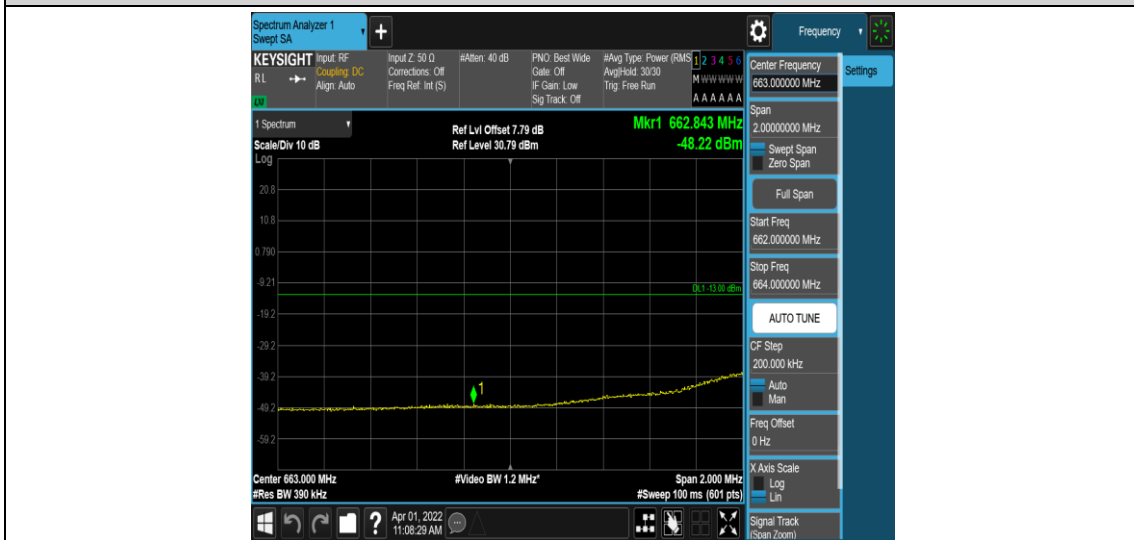 Spectrum Analyzer 1
Swept SA
+
Frequency
KEYSIGHT
RL
LXI
Input: RF
Coupling: DC
Align: Auto
Input Z: 50 Ω
Corrections: Off
Freq Ref: Int (S)
#Atten: 40 dB
PNO: Best Wide
Gate: Off
IF Gain: Low
Sig Track: Off
#Avg Type: Power (RMS
Avg|Hold: 30/30
Trig: Free Run
1 2 3 4 5 6
M W W W W W
A A A A A A
1 Spectrum
Scale/Div 10 dB
Ref Lvl Offset 7.79 dB
Ref Level 30.79 dBm
Mkr1 662.843 MHz
-48.22 dBm
Log
20.8
10.8
0.790
-9.21
DL1 -13.00 dBm
-19.2
-29.2
-39.2
1
-49.2
-59.2
Center 663.000 MHz
#Video BW 1.2 MHz*
Span 2.000 MHz
#Res BW 390 kHz
#Sweep 100 ms (601 pts)
?
Apr 01, 2022
11:08:29 AM
Center Frequency
663.000000 MHz
Settings
Span
2.00000000 MHz
Swept Span
Zero Span
Full Span
Start Freq
662.000000 MHz
Stop Freq
664.000000 MHz
AUTO TUNE
CF Step
200.000 kHz
Auto
Man
Freq Offset
0 Hz
X Axis Scale
Log
Lin
Signal Track
(Span Zoom)